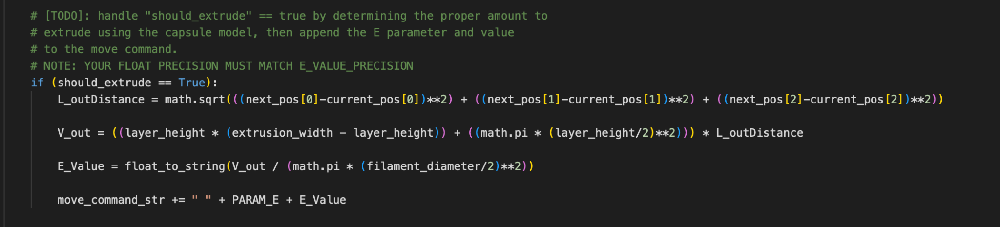 # [TODO]: handle "should_extrude" == true by determining the proper amount to
# extrude using the capsule model, then append the E parameter and value
# to the move command.
# NOTE: YOUR FLOAT PRECISION MUST MATCH E_VALUE_PRECISION
if (should_extrude == True):
L_outDistance = math.sqrt(((next_pos[0]-current_pos[0])**2) + ((next_pos[1]-current_pos[1])**2) + ((next_pos[2]-current_pos[2])**2))
V_out = ((layer_height * (extrusion_width - layer_height)) + ((math.pi * (layer_height/2)**2))) * L_outDistance
E_Value = float_to_string(V_out / (math.pi * (filament_diameter/2)**2))
move_command_str += " " + PARAM_E + E_Value